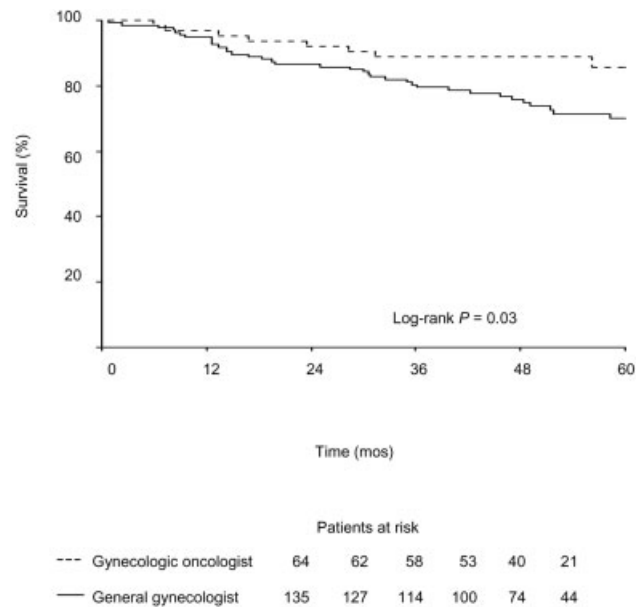 100
80
60
40
20
Survival (%)
Log-rank P = 0.03
0 12 24 36 48 60
Time (mos)
Patients at risk
Gynecologic oncologist 64 62 58 53 40 21
General gynecologist 135 127 114 100 74 44